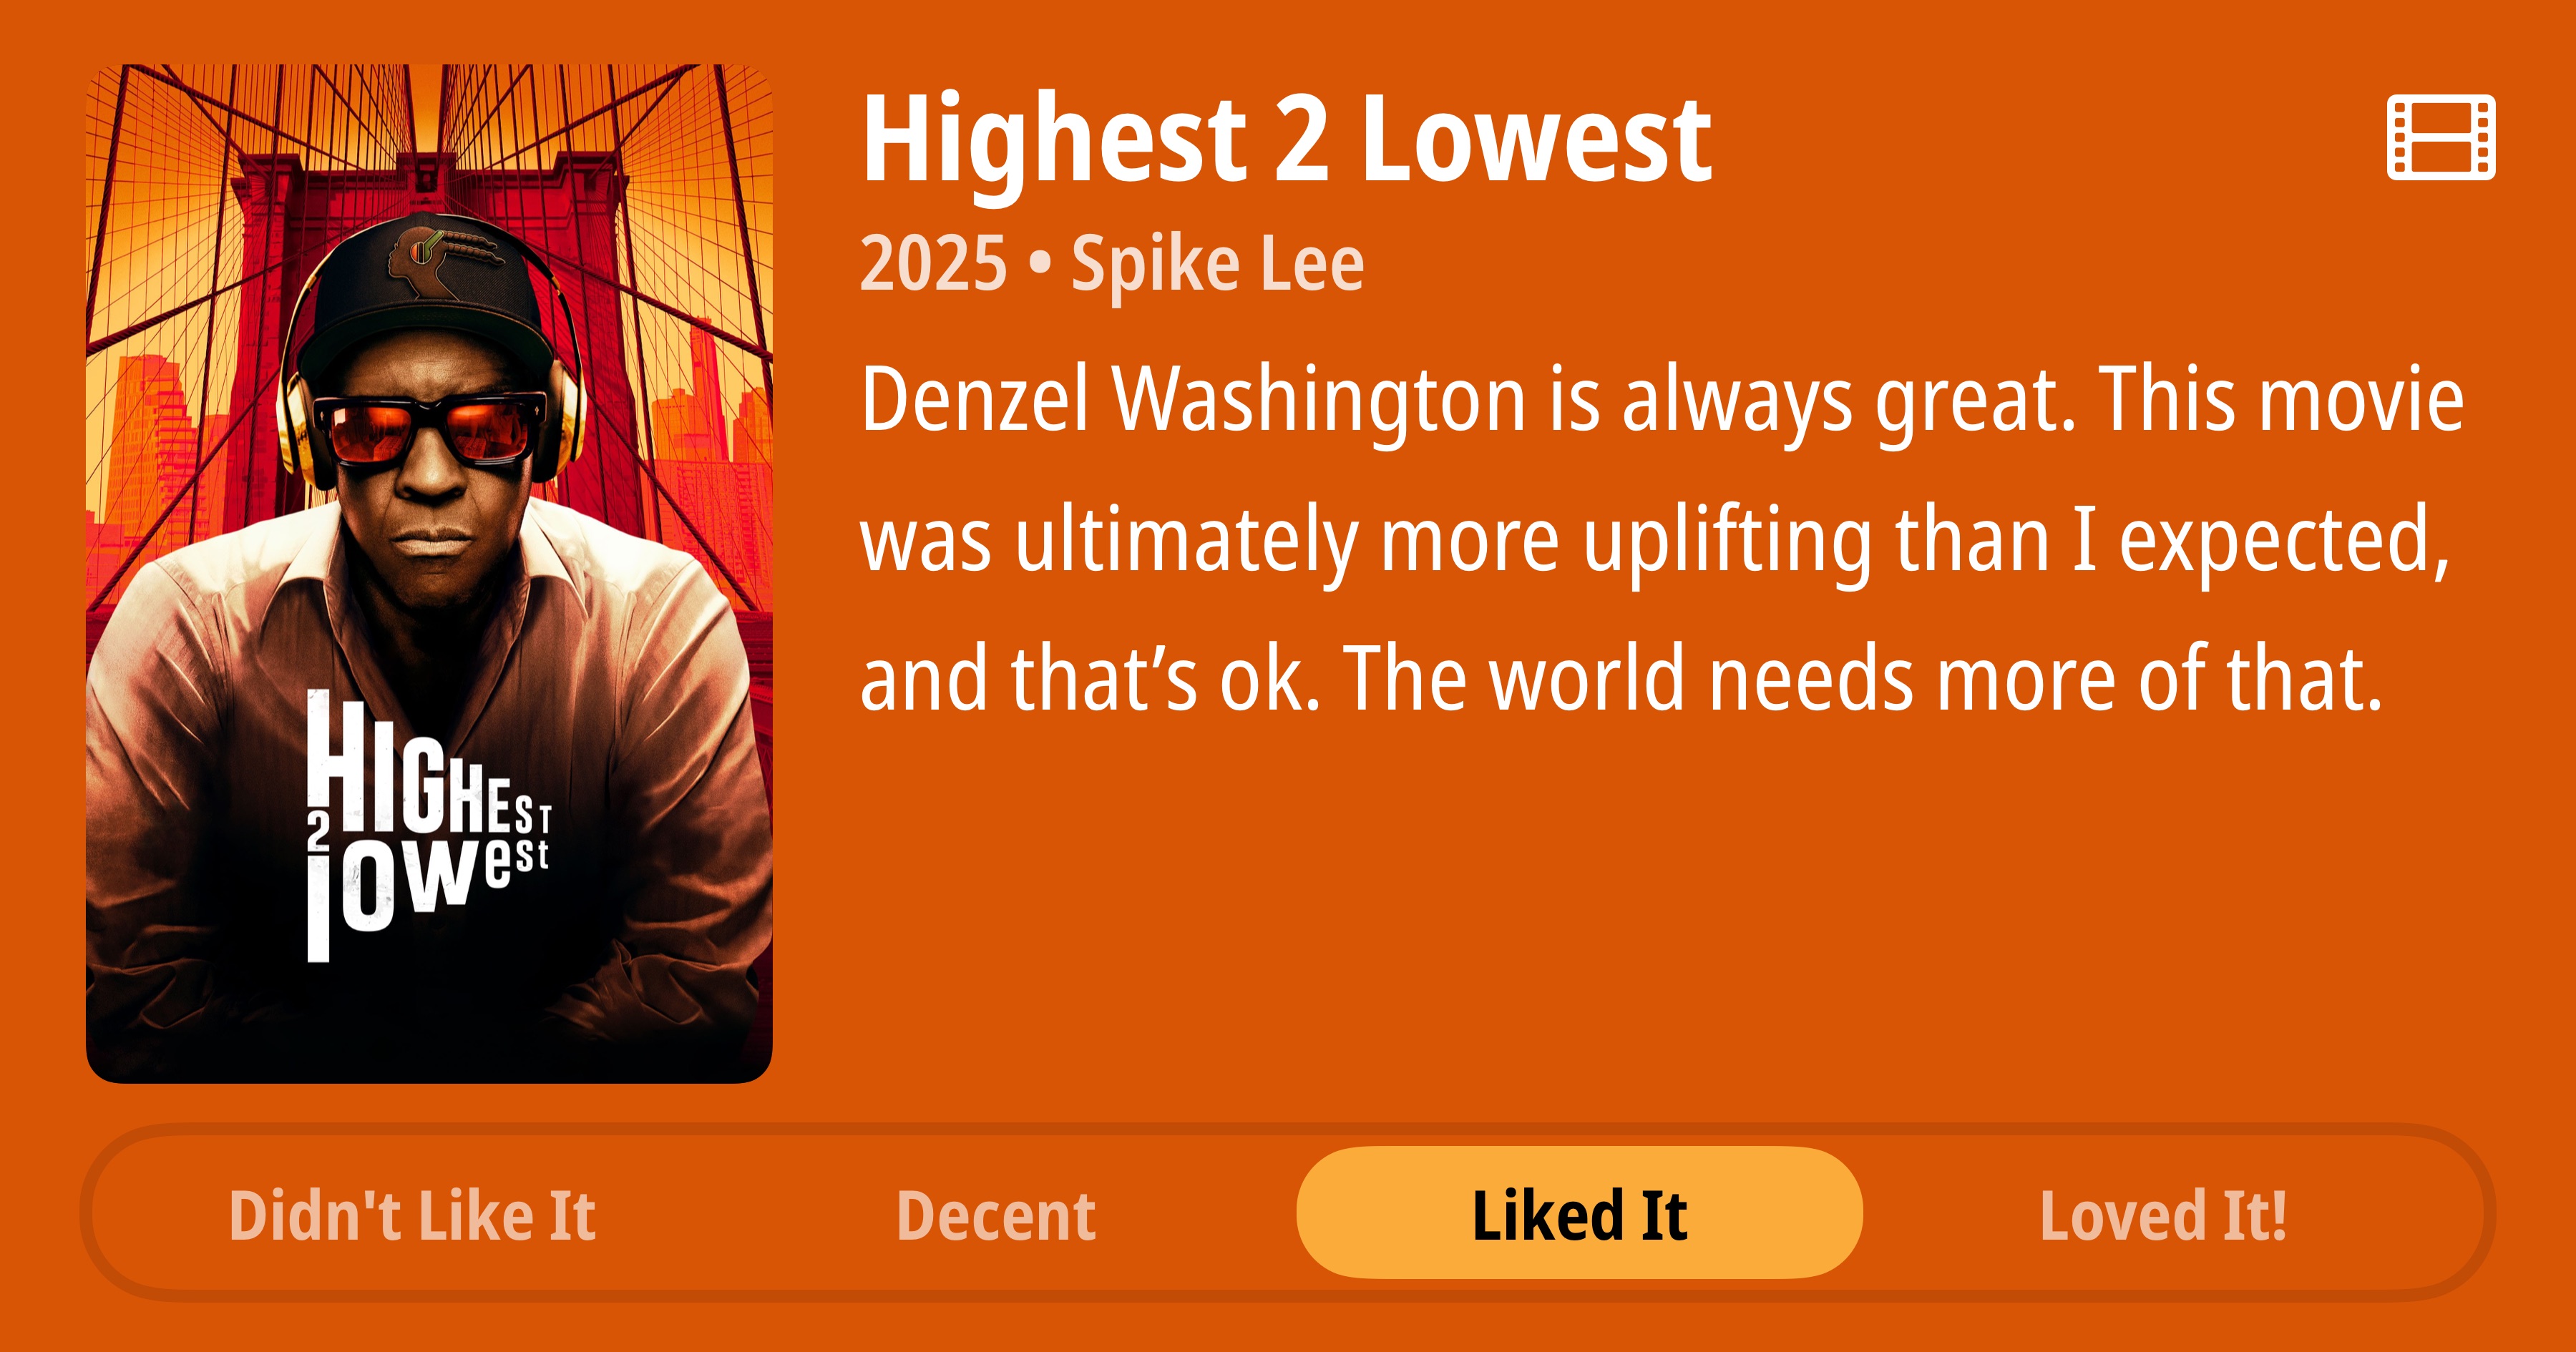 Highest 2 Lowest
2025 • Spike Lee
Denzel Washington is always great. This movie
was ultimately more uplifting than I expected,
and that’s ok. The world needs more of that.
HIGHEST
2
lowest
Didn't Like It
Decent
Liked It
Loved It!